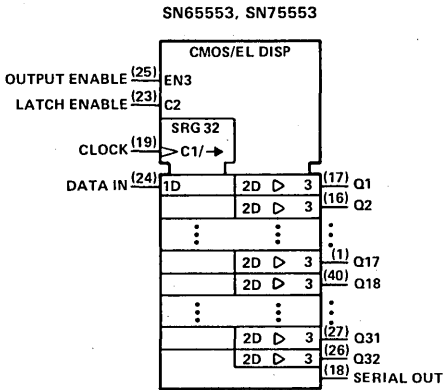 SN65553, SN75553
CMOS/EL DISP
OUTPUT ENABLE (25) EN3
LATCH ENABLE (23) C2
SRG 32
CLOCK (19) C1/→
DATA IN (24) 1D 2D ▷ 3 (17) Q1
2D ▷ 3 (16) Q2
2D ▷ 3 (1) Q17
2D ▷ 3 (40) Q18
2D ▷ 3 (27) Q31
2D ▷ 3 (26) Q32
(18) SERIAL OUT